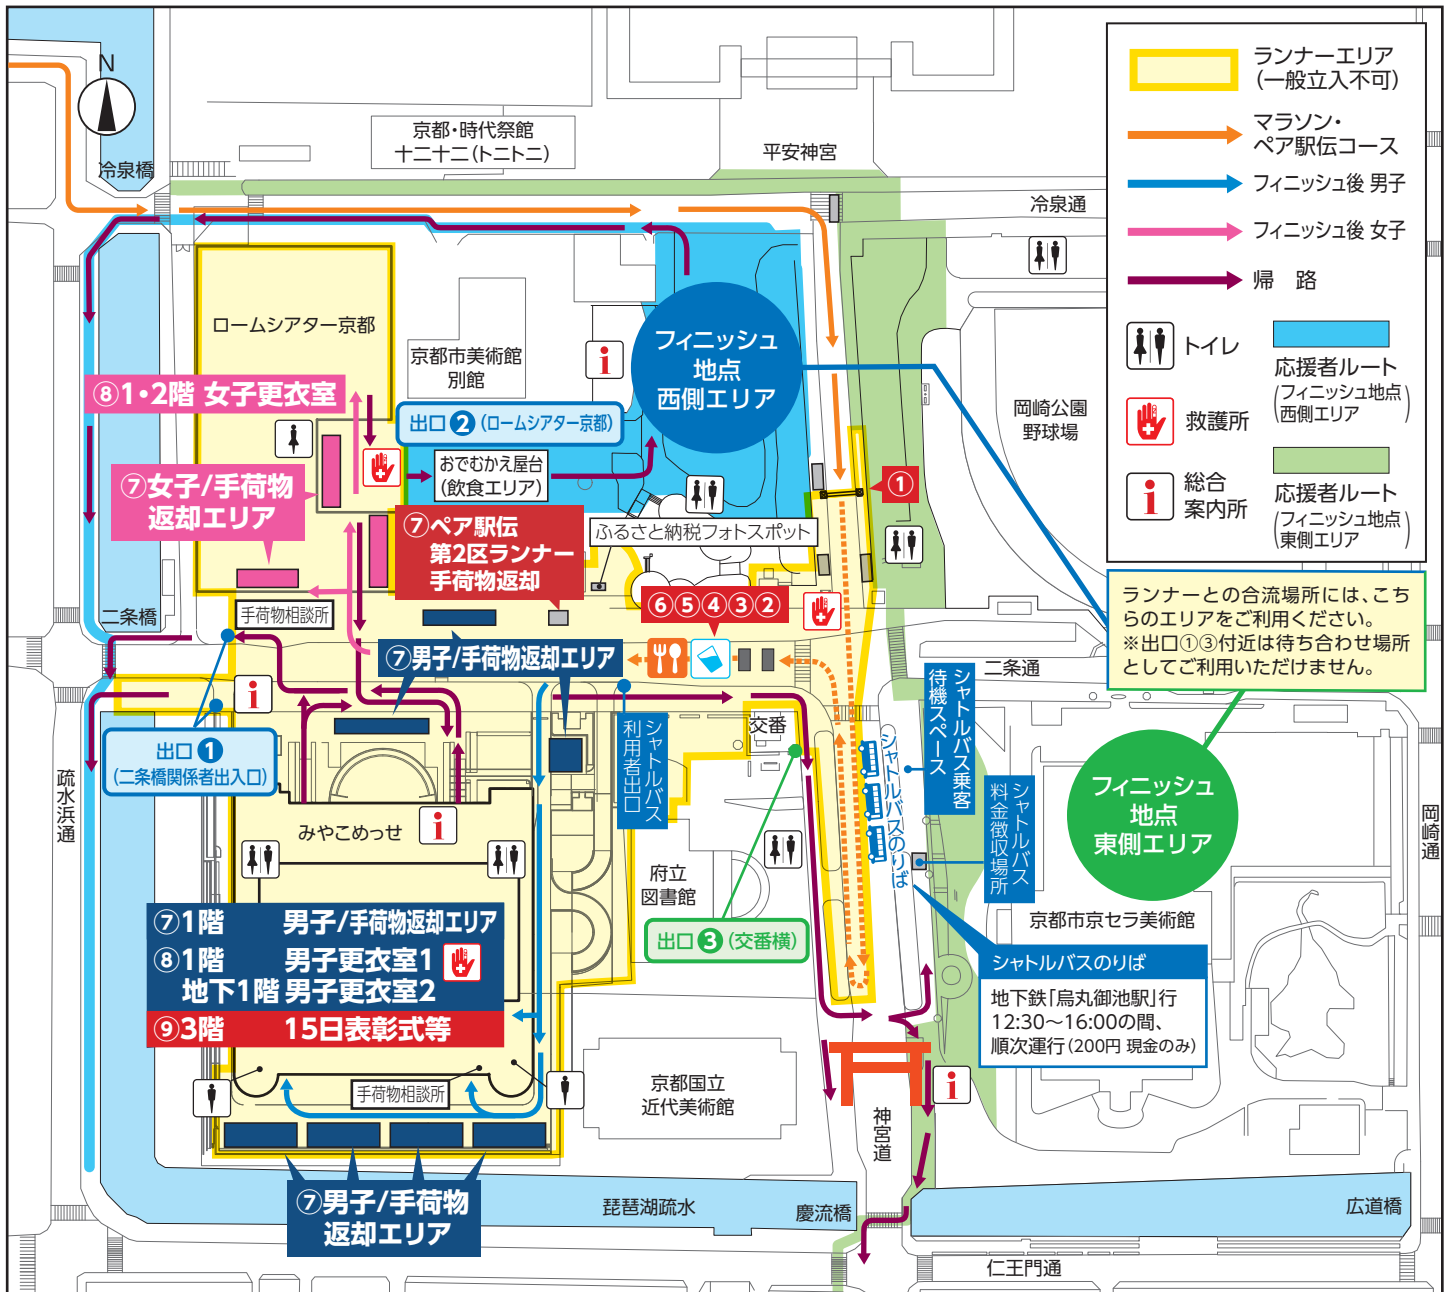 N
冷泉橋
京都・時代祭館
十二十二(トニトニ)
平安神宮
冷泉通
ランナーエリア
(一般立入不可)
マラソン・
ペア駅伝コース
フィニッシュ後 男子
フィニッシュ後 女子
帰 路
トイレ
救護所
i
総合
案内所
応援者ルート
(フィニッシュ地点
西側エリア)
応援者ルート
(フィニッシュ地点
東側エリア)
ランナーとの合流場所には、こち
らのエリアをご利用ください。
※出口①③付近は待ち合わせ場所
としてご利用いただけません。
ロームシアター京都
京都市美術館
別館
i
フィニッシュ
地点
西側エリア
岡崎公園
野球場
⑧1・2階 女子更衣室
出口❷(ロームシアター京都)
おでむかえ屋台
(飲食エリア)
⑦女子/手荷物
返却エリア
⑦ペア駅伝
第2区ランナー
手荷物返却
ふるさと納税フォトスポット
①
⑥⑤④③②
二条橋
手荷物相談所
⑦男子/手荷物返却エリア
二条通
i
出口❶
(二条橋関係者出入口)
シャトルバス
利用者出口
交番
シャトルバス乗客
待機スペース
シャトルバスのりば
シャトルバス
料金徴収場所
フィニッシュ
地点
東側エリア
疏水浜通
岡崎通
みやこめっせ
i
府立
図書館
出口❸(交番横)
京都市京セラ美術館
⑦1階 男子/手荷物返却エリア
⑧1階 男子更衣室1
地下1階 男子更衣室2
⑨3階 15日表彰式等
シャトルバスのりば
地下鉄「烏丸御池駅」行
12:30～16:00の間、
順次運行(200円 現金のみ)
手荷物相談所
京都国立
近代美術館
i
神宮道
⑦男子/手荷物
返却エリア
琵琶湖疏水
慶流橋
広道橋
仁王門通